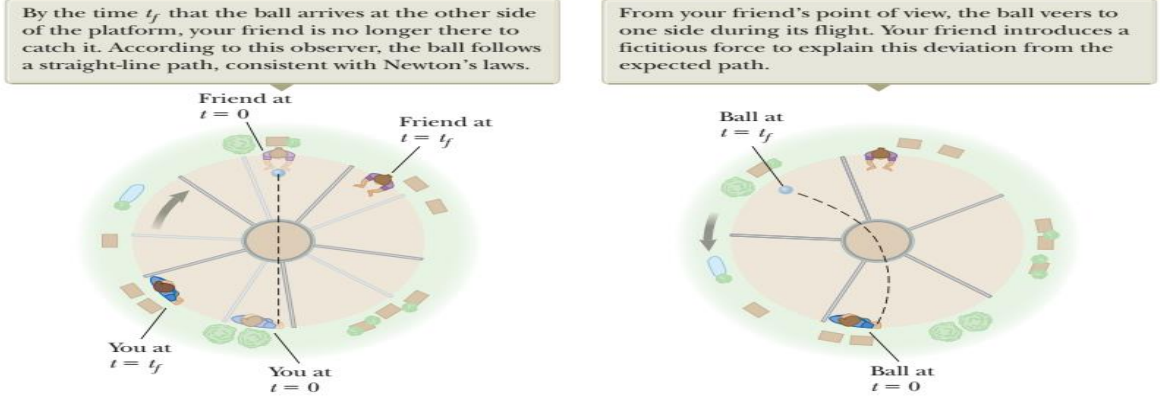 By the time tf that the ball arrives at the other side
of the platform, your friend is no longer there to
catch it. According to this observer, the ball follows
a straight-line path, consistent with Newton's laws.
Friend at
t = 0
Friend at
t = tf
You at
t = tf
You at
t = 0
From your friend's point of view, the ball veers to
one side during its flight. Your friend introduces a
fictitious force to explain this deviation from the
expected path.
Ball at
t = tf
Ball at
t = 0